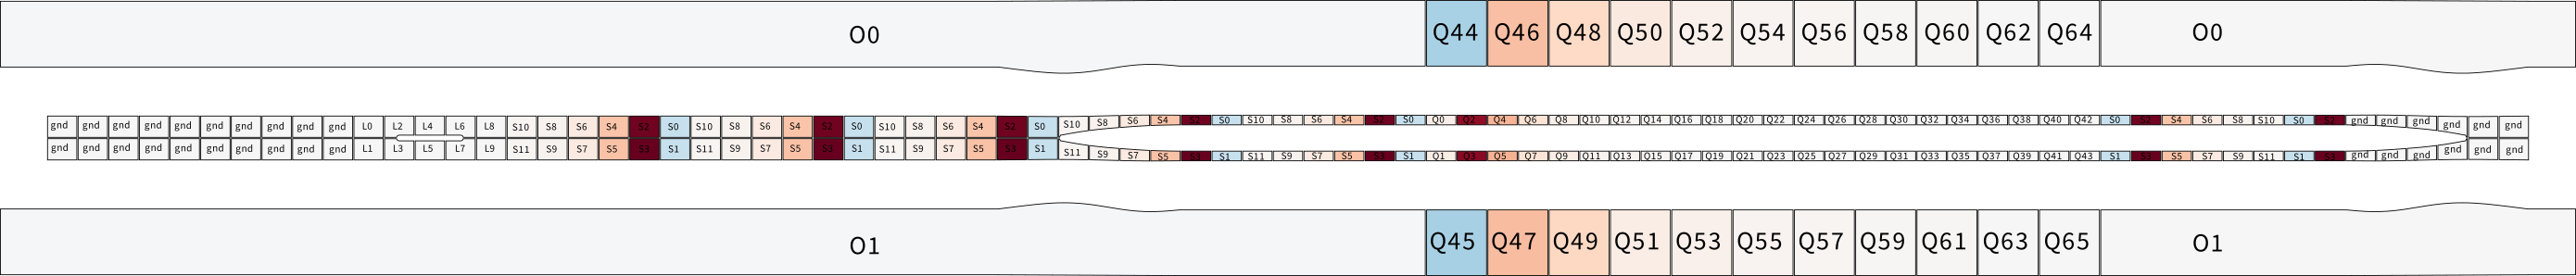 O0 Q44 Q46 Q48 Q50 Q52 Q54 Q56 Q58 Q60 Q62 Q64 O0
gnd gnd gnd gnd gnd gnd gnd gnd gnd gnd L0 L2 L4 L6 L8 S10 S8 S6 S4 S2 S0 S10 S8 S6 S4 S2 S0 S10 S8 S6 S4 S2 S0 S10 S8 S6 S4 S2 S0 S10 S8 S6 S4 S2 S0 Q0 Q2 Q4 Q6 Q8 Q10 Q12 Q14 Q16 Q18 Q20 Q22 Q24 Q26 Q28 Q30 Q32 Q34 Q36 Q38 Q40 Q42 S0 S2 S4 S6 S8 S10 S0 S2 gnd gnd gnd gnd gnd gnd
gnd gnd gnd gnd gnd gnd gnd gnd gnd gnd L1 L3 L5 L7 L9 S11 S9 S7 S5 S3 S1 S11 S9 S7 S5 S3 S1 S11 S9 S7 S5 S3 S1 S11 S9 S7 S5 S3 S1 S11 S9 S7 S5 S3 S1 Q1 Q3 Q5 Q7 Q9 Q11 Q13 Q15 Q17 Q19 Q21 Q23 Q25 Q27 Q29 Q31 Q33 Q35 Q37 Q39 Q41 Q43 S1 S3 S5 S7 S9 S11 S1 S3 gnd gnd gnd gnd gnd gnd
O1 Q45 Q47 Q49 Q51 Q53 Q55 Q57 Q59 Q61 Q63 Q65 O1